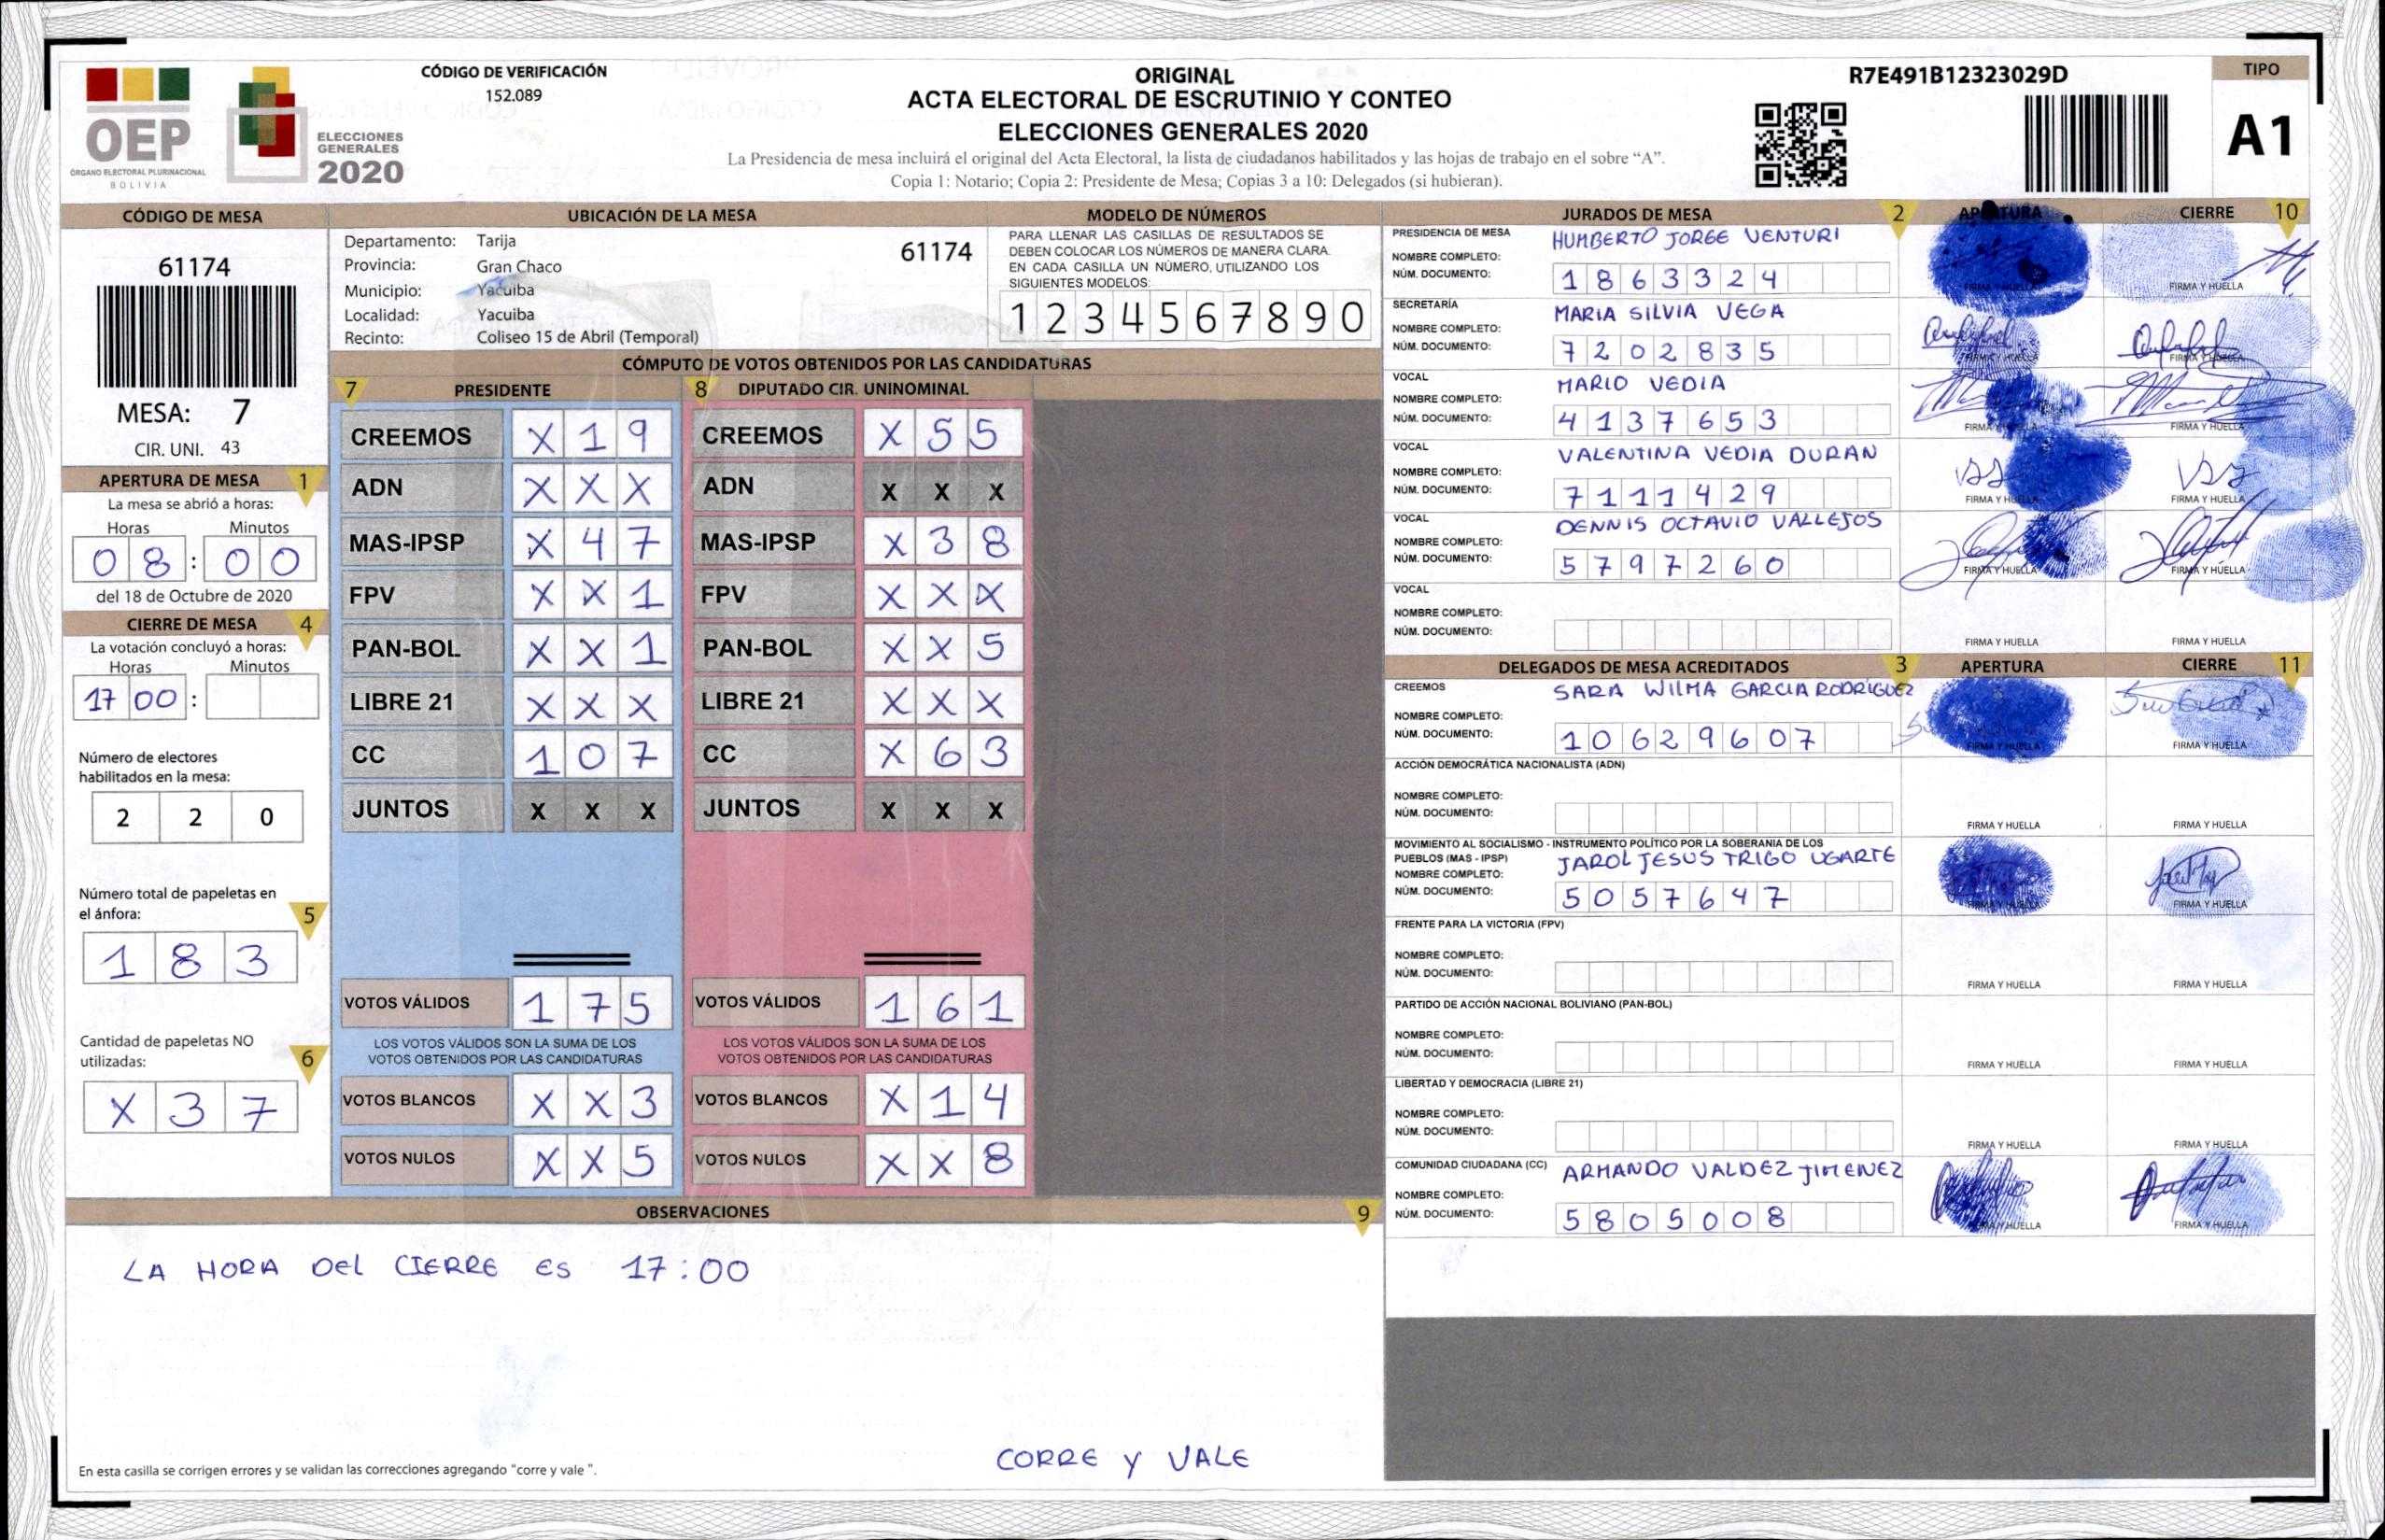 OEP
ÓRGANO ELECTORAL PLURINACIONAL
BOLIVIA
ELECCIONES
GENERALES
2020
CÓDIGO DE VERIFICACIÓN
152.089
ORIGINAL
ACTA ELECTORAL DE ESCRUTINIO Y CONTEO
ELECCIONES GENERALES 2020
La Presidencia de mesa incluirá el original del Acta Electoral, la lista de ciudadanos habilitados y las hojas de trabajo en el sobre “A”.
Copia 1: Notario; Copia 2: Presidente de Mesa; Copias 3 a 10: Delegados (si hubieran).
R7E491B12323029D
TIPO
A1
CÓDIGO DE MESA
61174
MESA: 7
CIR. UNI. 43
APERTURA DE MESA 1
La mesa se abrió a horas:
Horas Minutos
08 : 00
del 18 de Octubre de 2020
CIERRE DE MESA 4
La votación concluyó a horas:
Horas Minutos
17 00 :
Número de electores
habilitados en la mesa:
2 2 0
Número total de papeletas en
el ánfora: 5
1 8 3
Cantidad de papeletas NO
utilizadas: 6
X 3 7
UBICACIÓN DE LA MESA
Departamento: Tarija
61174
Provincia: Gran Chaco
Municipio: Yacuiba
Localidad: Yacuiba
Recinto: Coliseo 15 de Abril (Temporal)
MODELO DE NÚMEROS
PARA LLENAR LAS CASILLAS DE RESULTADOS SE
DEBEN COLOCAR LOS NÚMEROS DE MANERA CLARA.
EN CADA CASILLA UN NÚMERO, UTILIZANDO LOS
SIGUIENTES MODELOS:
1 2 3 4 5 6 7 8 9 0
CÓMPUTO DE VOTOS OBTENIDOS POR LAS CANDIDATURAS
7 PRESIDENTE
CREEMOS X 1 9
ADN X X X
MAS-IPSP X 4 7
FPV X X 1
PAN-BOL X X 1
LIBRE 21 X X X
CC 1 0 7
JUNTOS X X X
VOTOS VÁLIDOS 1 7 5
LOS VOTOS VÁLIDOS SON LA SUMA DE LOS
VOTOS OBTENIDOS POR LAS CANDIDATURAS
VOTOS BLANCOS X X 3
VOTOS NULOS X X 5
8 DIPUTADO CIR. UNINOMINAL
CREEMOS X 5 5
ADN X X X
MAS-IPSP X 3 8
FPV X X X
PAN-BOL X X 5
LIBRE 21 X X X
CC X 6 3
JUNTOS X X X
VOTOS VÁLIDOS 1 6 1
LOS VOTOS VÁLIDOS SON LA SUMA DE LOS
VOTOS OBTENIDOS POR LAS CANDIDATURAS
VOTOS BLANCOS X 1 4
VOTOS NULOS X X 8
OBSERVACIONES 9
LA HORA DEL CIERRE ES 17:00
CORRE Y VALE
En esta casilla se corrigen errores y se validan las correcciones agregando "corre y vale ".
JURADOS DE MESA 2 APERTURA CIERRE 10
PRESIDENCIA DE MESA
HUMBERTO JORGE VENTURI
NOMBRE COMPLETO:
NÚM. DOCUMENTO: 1 8 6 3 3 2 4
FIRMA Y HUELLA FIRMA Y HUELLA
SECRETARÍA
MARIA SILVIA VEGA
NOMBRE COMPLETO:
NÚM. DOCUMENTO: 7 2 0 2 8 3 5
FIRMA Y HUELLA FIRMA Y HUELLA
VOCAL
MARIO VEDIA
NOMBRE COMPLETO:
NÚM. DOCUMENTO: 4 1 3 7 6 5 3
FIRMA Y HUELLA FIRMA Y HUELLA
VOCAL
VALENTINA VEDIA DURAN
NOMBRE COMPLETO:
NÚM. DOCUMENTO: 7 1 1 1 4 2 9
FIRMA Y HUELLA FIRMA Y HUELLA
VOCAL
DENNIS OCTAVIO VALLEJOS
NOMBRE COMPLETO:
NÚM. DOCUMENTO: 5 7 9 7 2 6 0
FIRMA Y HUELLA FIRMA Y HUELLA
VOCAL
NOMBRE COMPLETO:
NÚM. DOCUMENTO:
FIRMA Y HUELLA FIRMA Y HUELLA
DELEGADOS DE MESA ACREDITADOS 3 APERTURA CIERRE 11
CREEMOS
SARA WILMA GARCIA RODRÍGUEZ
NOMBRE COMPLETO:
NÚM. DOCUMENTO: 1 0 6 2 9 6 0 7
FIRMA Y HUELLA FIRMA Y HUELLA
ACCIÓN DEMOCRÁTICA NACIONALISTA (ADN)
NOMBRE COMPLETO:
NÚM. DOCUMENTO:
FIRMA Y HUELLA FIRMA Y HUELLA
MOVIMIENTO AL SOCIALISMO - INSTRUMENTO POLÍTICO POR LA SOBERANIA DE LOS
PUEBLOS (MAS - IPSP) JAROL JESUS TRIGO UGARTE
NOMBRE COMPLETO:
NÚM. DOCUMENTO: 5 0 5 7 6 4 7
FIRMA Y HUELLA FIRMA Y HUELLA
FRENTE PARA LA VICTORIA (FPV)
NOMBRE COMPLETO:
NÚM. DOCUMENTO:
FIRMA Y HUELLA FIRMA Y HUELLA
PARTIDO DE ACCIÓN NACIONAL BOLIVIANO (PAN-BOL)
NOMBRE COMPLETO:
NÚM. DOCUMENTO:
FIRMA Y HUELLA FIRMA Y HUELLA
LIBERTAD Y DEMOCRACIA (LIBRE 21)
NOMBRE COMPLETO:
NÚM. DOCUMENTO:
FIRMA Y HUELLA FIRMA Y HUELLA
COMUNIDAD CIUDADANA (CC) ARMANDO VALDEZ JIMENEZ
NOMBRE COMPLETO:
NÚM. DOCUMENTO: 5 8 0 5 0 0 8
FIRMA Y HUELLA FIRMA Y HUELLA